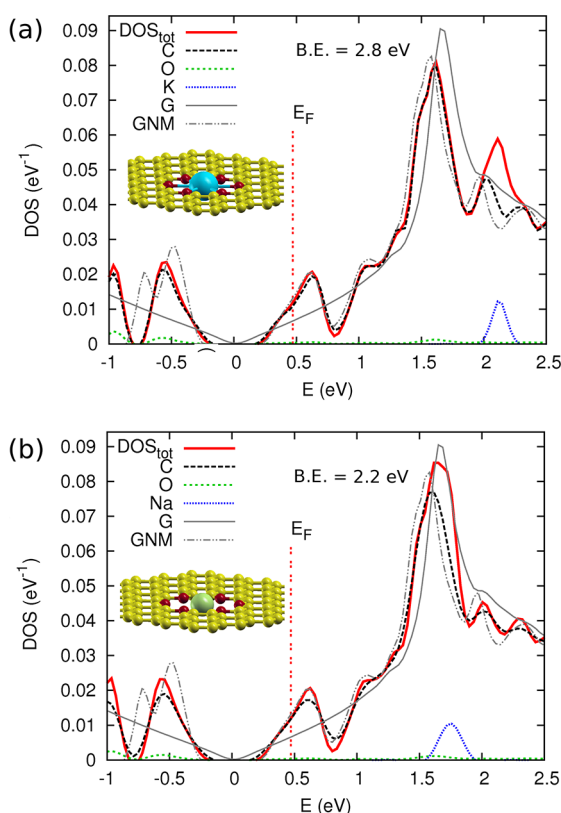 (a)
DOStot
C
O
K
G
GNM
B.E. = 2.8 eV
EF
DOS (eV-1)
0.09
0.08
0.07
0.06
0.05
0.04
0.03
0.02
0.01
0
-1 -0.5 0 0.5 1 1.5 2 2.5
E (eV)
(b)
DOStot
C
O
Na
G
GNM
B.E. = 2.2 eV
EF
DOS (eV-1)
0.09
0.08
0.07
0.06
0.05
0.04
0.03
0.02
0.01
0
-1 -0.5 0 0.5 1 1.5 2 2.5
E (eV)